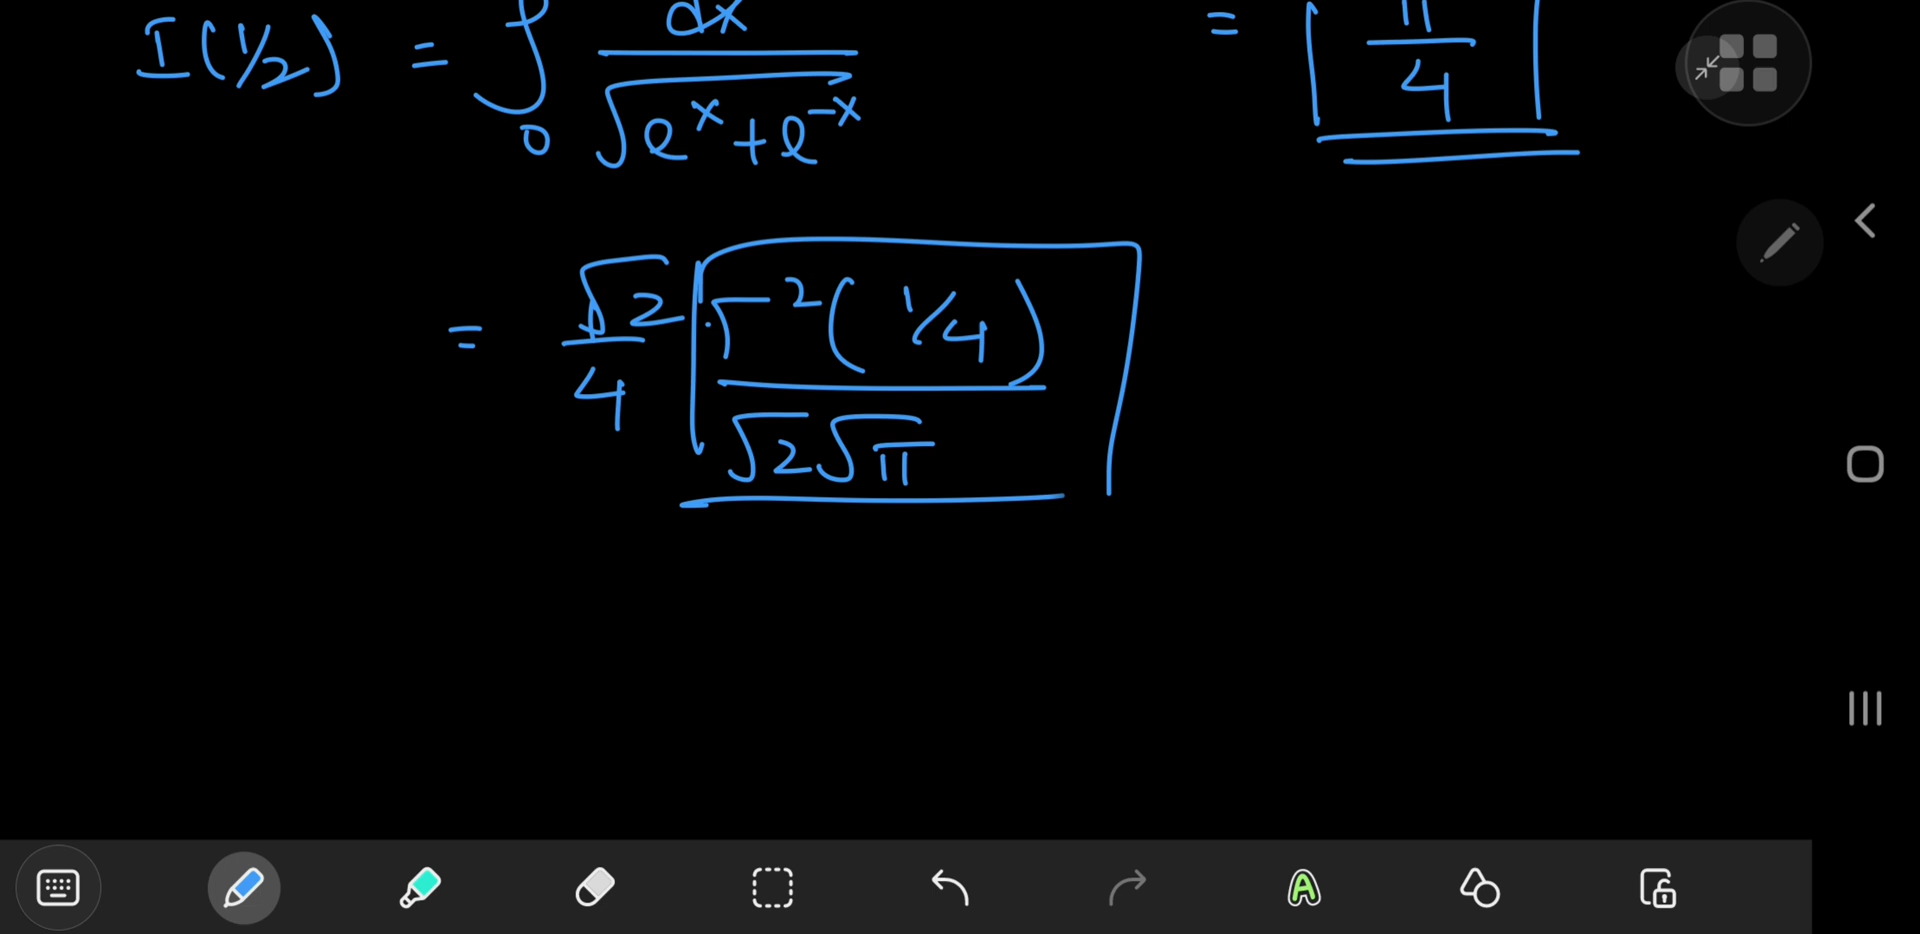 I(1/2) = ∫₀ dx / √(e^x + e^-x)
= π/4
= √2/4 · Γ²(1/4) / √2√π
A